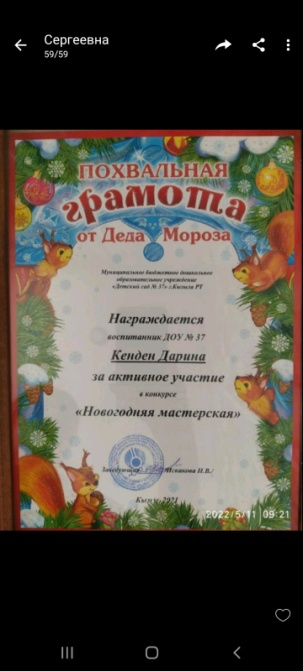 Сергеевна
59/59
ПОХВАЛЬНАЯ
грамота
от Деда Мороза
Муниципальное бюджетное дошкольное
образовательное учреждение
«Детский сад № 37» г.Кызыла РТ
Награждается
воспитанник ДОУ № 37
Кенден Дарина
за активное участие
в конкурсе
«Новогодняя мастерская»
Заведующая
Кызыл-2021
2022/5/11 09:21